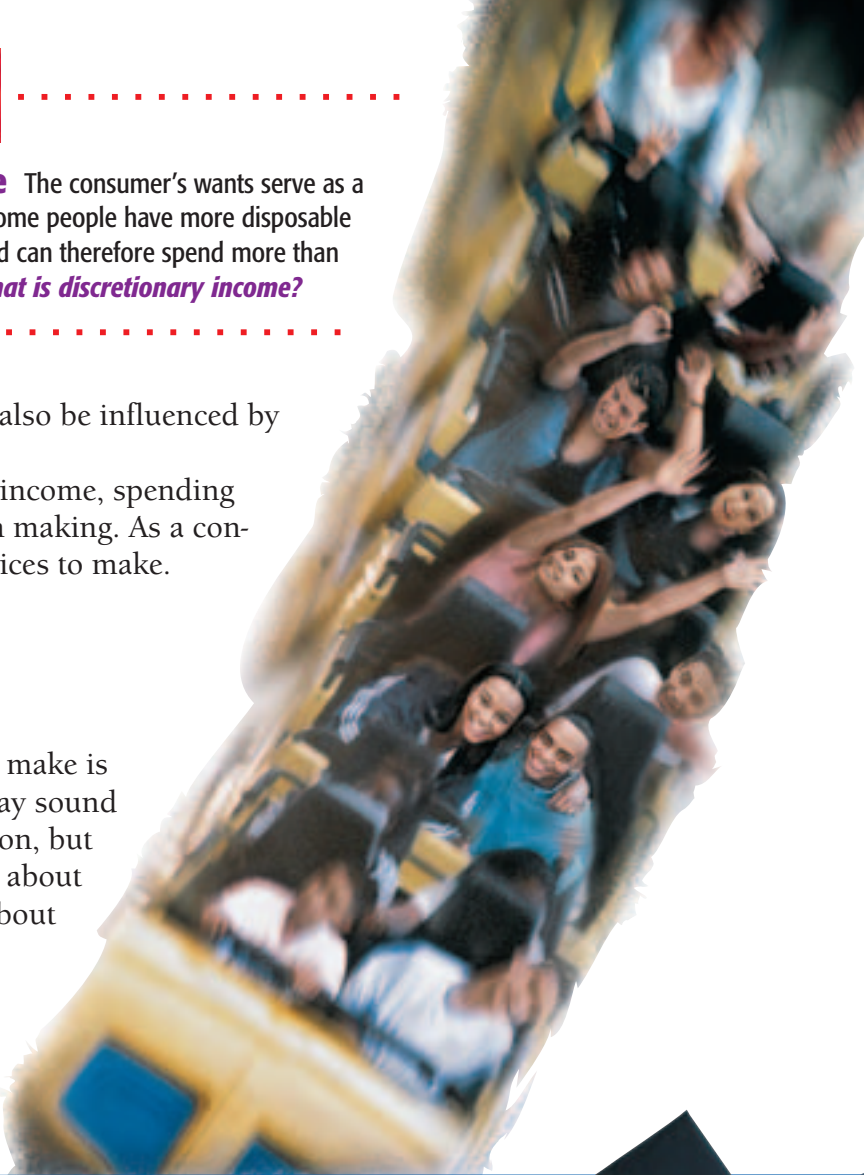 The consumer's wants serve as a
ome people have more disposable
d can therefore spend more than
hat is discretionary income?
also be influenced by
income, spending
n making. As a con-
ices to make.
make is
ay sound
on, but
about
bout